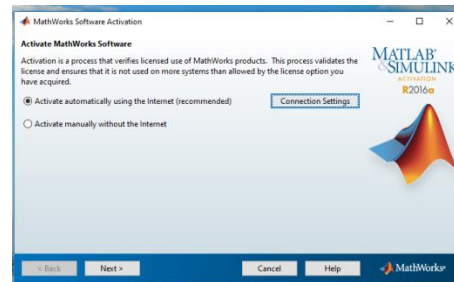 MathWorks Software Activation
Activate MathWorks Software
Activation is a process that verifies licensed use of MathWorks products. This process validates the
license and ensures that it is not used on more systems than allowed by the license option you
have acquired.
Activate automatically using the Internet (recommended)
Connection Settings
Activate manually without the Internet
MATLAB®
&SIMULINK
ACTIVATION
R2016a
< Back
Next >
Cancel
Help
MathWorks®